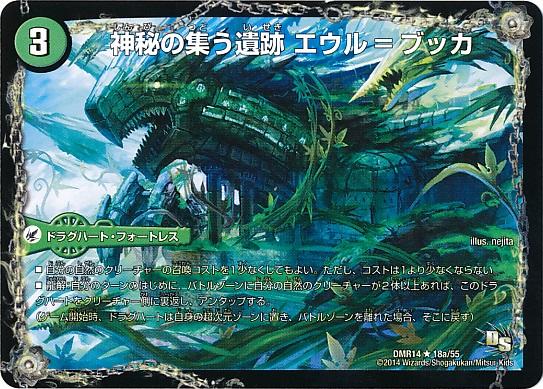 3
神秘の集う遺跡 エウル＝ブッカ
ドラグハート・フォートレス
illus. nejita
■ 自分の自然のクリーチャーの召喚コストを1少なくしてもよい。ただし、コストは1より少なくならない
■ 龍解:自分のターンのはじめに、バトルゾーンに自分の自然のクリーチャーが2体以上あれば、このドラ
グハートをクリーチャー側に裏返し、アンタップする。
(ゲーム開始時、ドラグハートは自身の超次元ゾーンに置き、バトルゾーンを離れた場合、そこに戻す)
DS
DMR14 ★ 18a/55
©2014 Wizards/Shogakukan/Mitsui-Kids